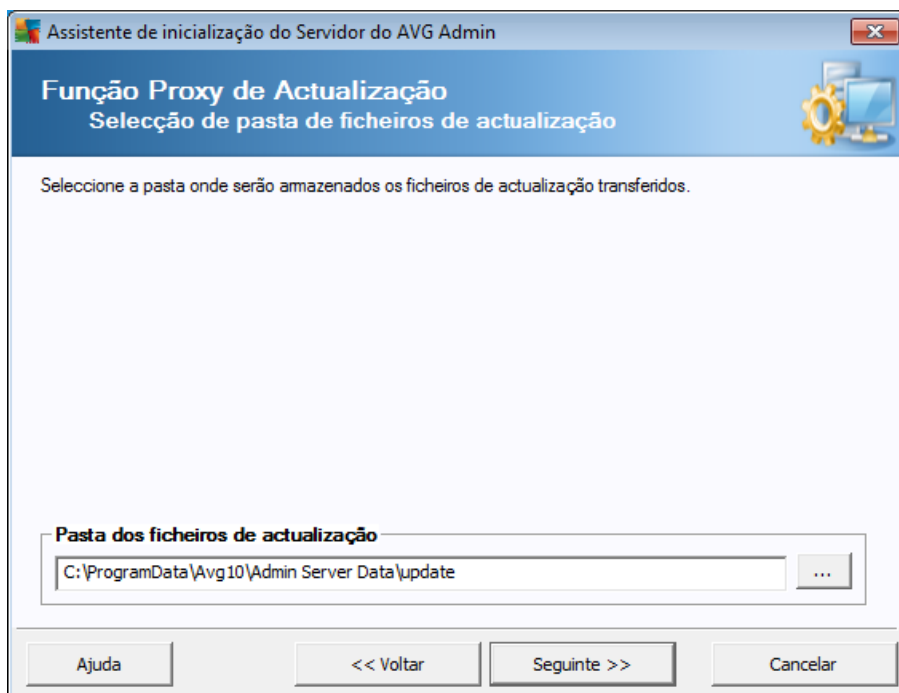 Assistente de inicialização do Servidor do AVG Admin
Função Proxy de Actualização
Selecção de pasta de ficheiros de actualização
Seleccione a pasta onde serão armazenados os ficheiros de actualização transferidos.
Pasta dos ficheiros de actualização
C:\ProgramData\Avg10\Admin Server Data\update
...
Ajuda
<< Voltar
Seguinte >>
Cancelar